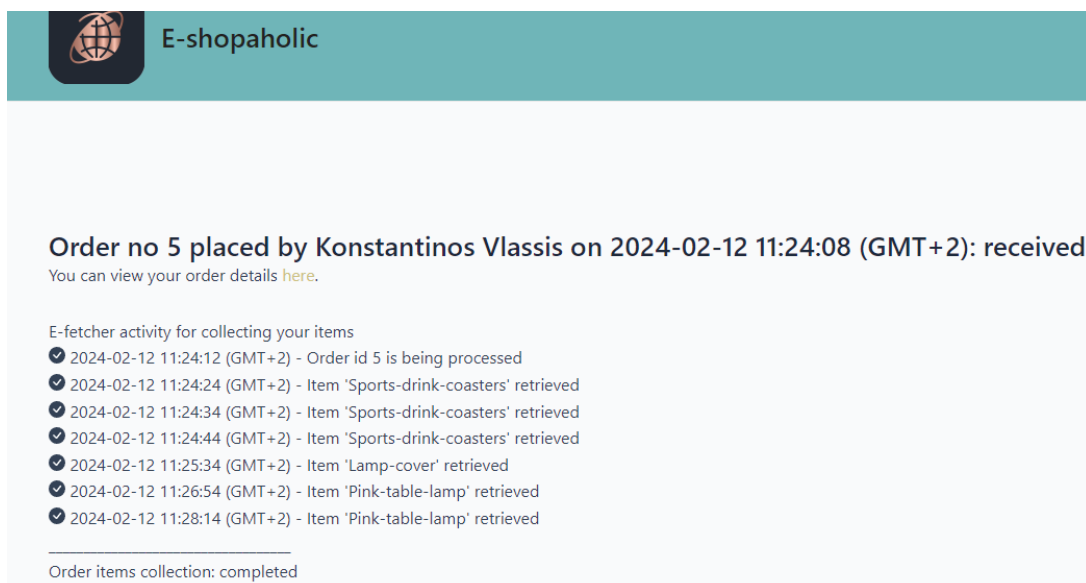 E-shopaholic
Order no 5 placed by Konstantinos Vlassis on 2024-02-12 11:24:08 (GMT+2): received
You can view your order details here.
E-fetcher activity for collecting your items
2024-02-12 11:24:12 (GMT+2) - Order id 5 is being processed
2024-02-12 11:24:24 (GMT+2) - Item 'Sports-drink-coasters' retrieved
2024-02-12 11:24:34 (GMT+2) - Item 'Sports-drink-coasters' retrieved
2024-02-12 11:24:44 (GMT+2) - Item 'Sports-drink-coasters' retrieved
2024-02-12 11:25:34 (GMT+2) - Item 'Lamp-cover' retrieved
2024-02-12 11:26:54 (GMT+2) - Item 'Pink-table-lamp' retrieved
2024-02-12 11:28:14 (GMT+2) - Item 'Pink-table-lamp' retrieved
Order items collection: completed